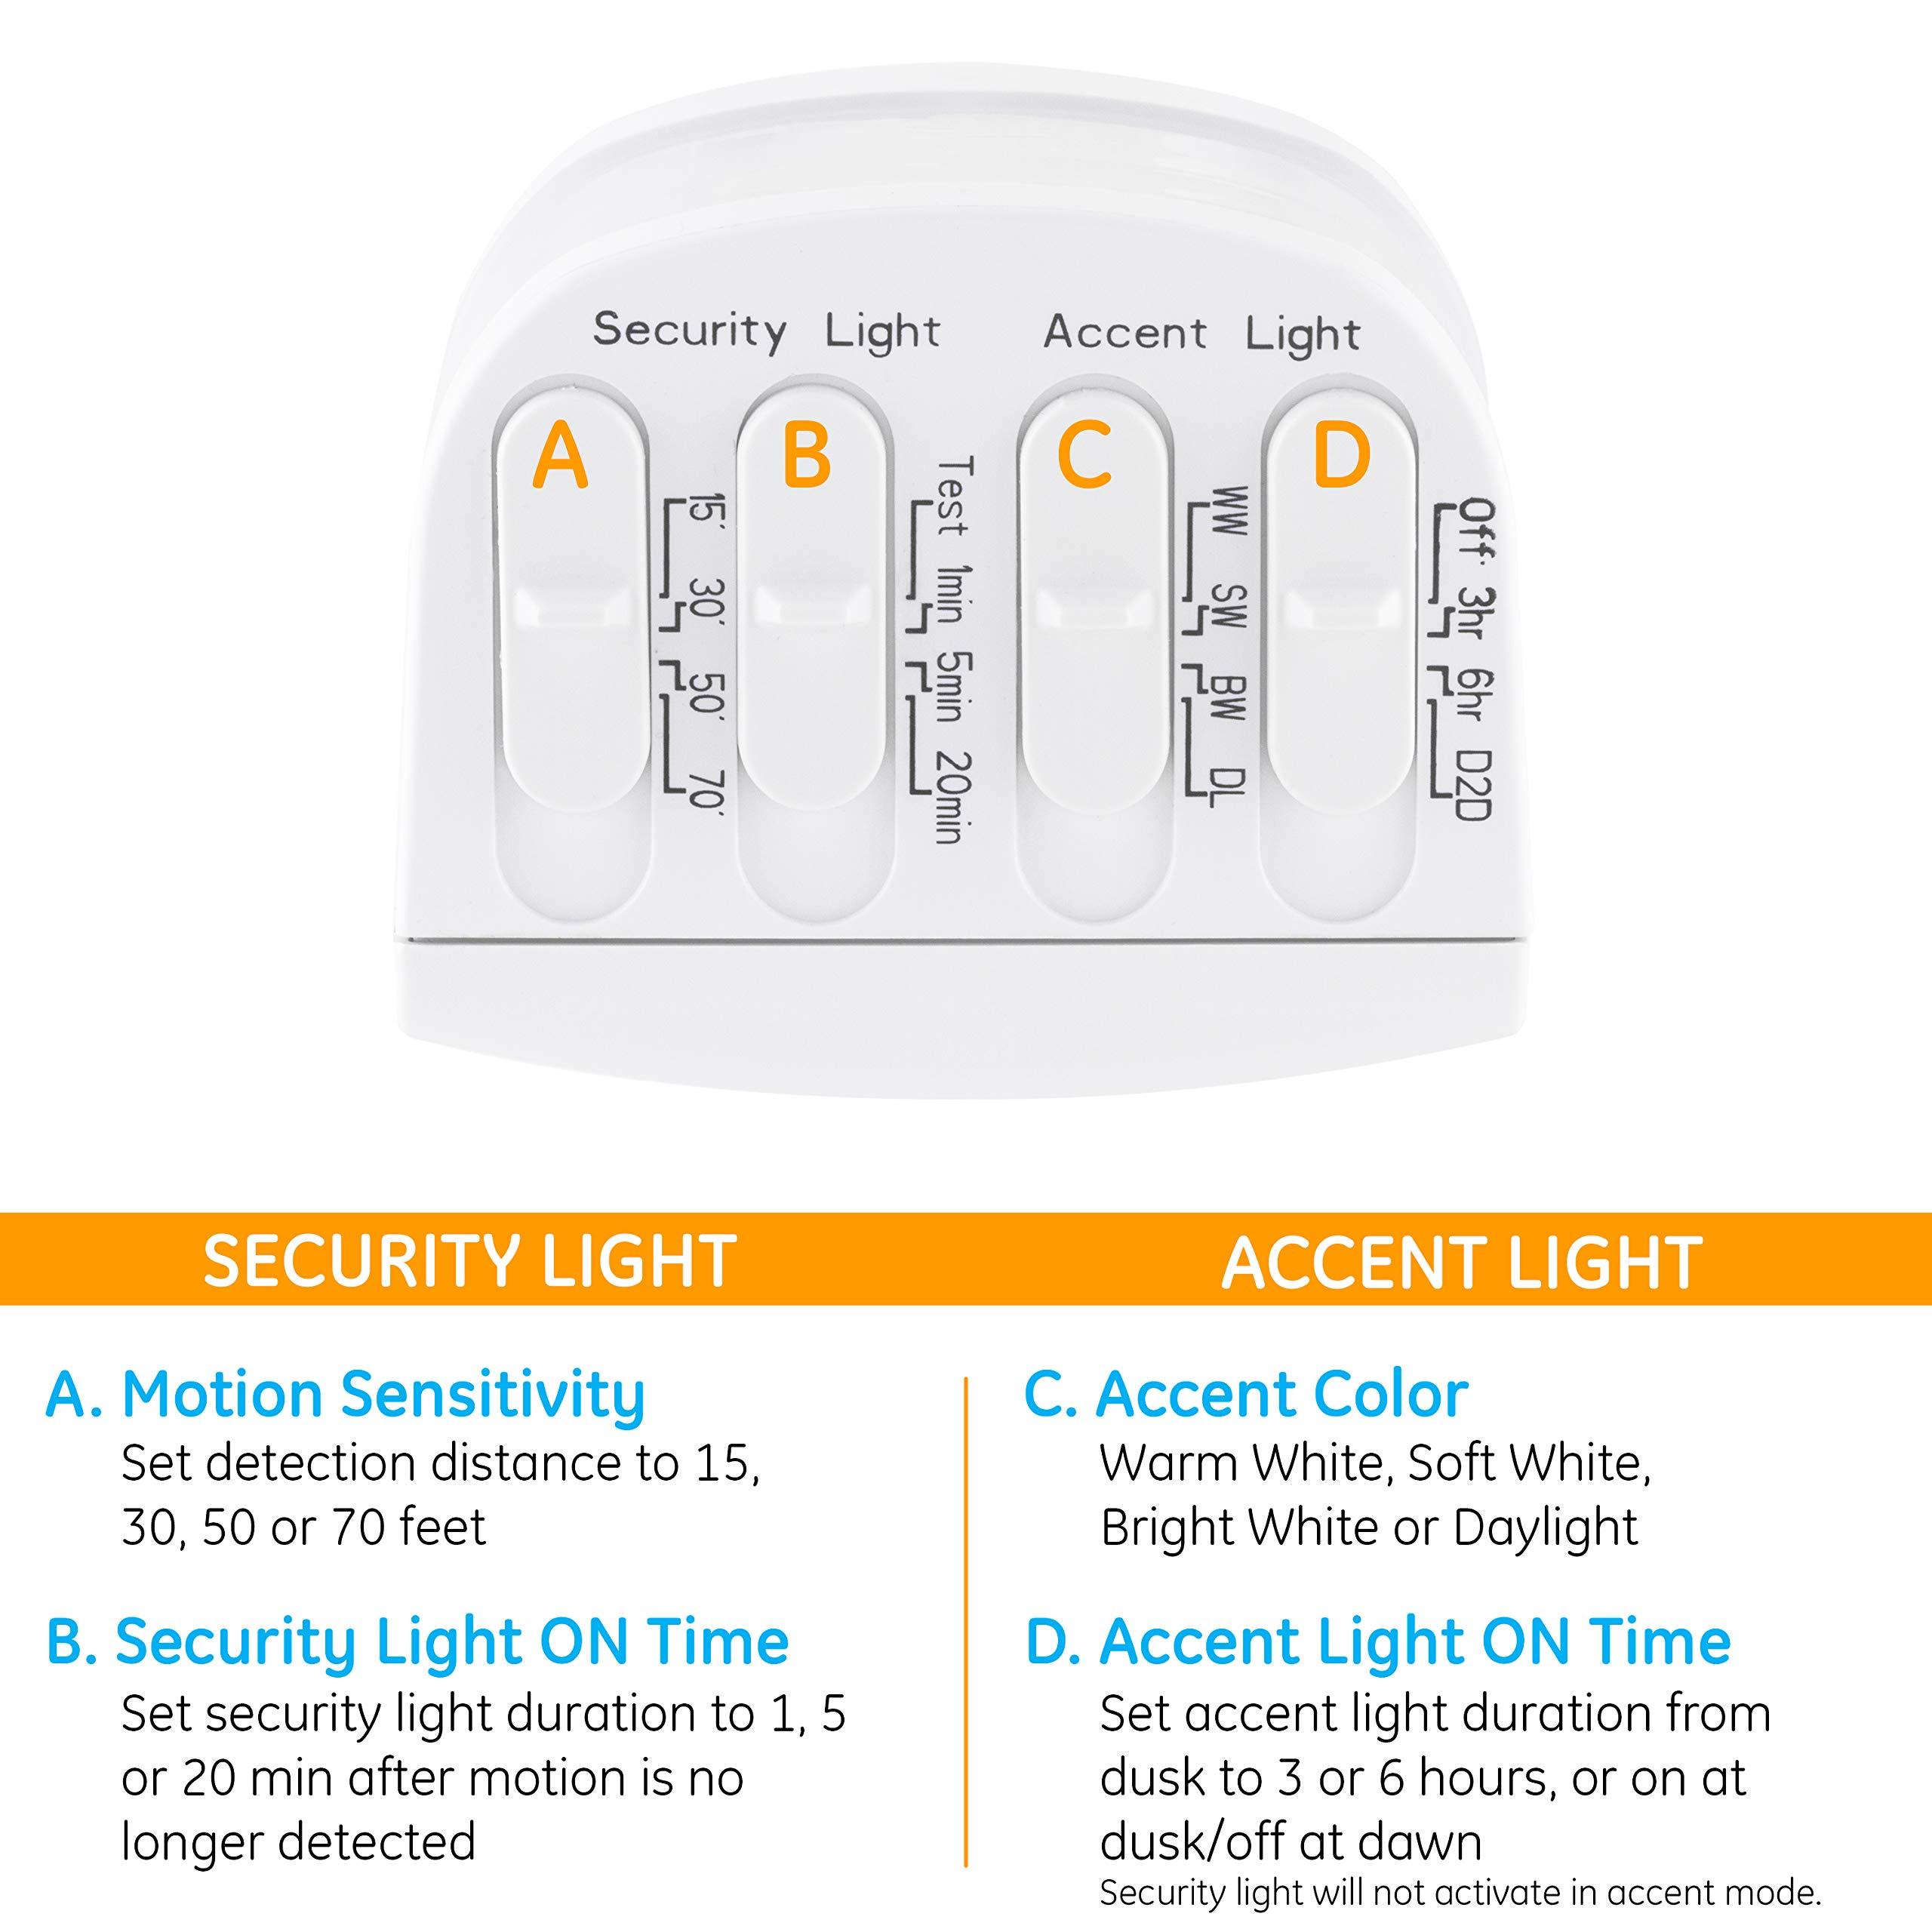 Security Light
Accent Light
A
B
C
D
15' 30' 50' 70'
Test 1min 5min 20min
WW SW BW DL
Off 3hr 6hr D2D
SECURITY LIGHT
ACCENT LIGHT
A. Motion Sensitivity
Set detection distance to 15,
30, 50 or 70 feet
B. Security Light ON Time
Set security light duration to 1, 5
or 20 min after motion is no
longer detected
C. Accent Color
Warm White, Soft White,
Bright White or Daylight
D. Accent Light ON Time
Set accent light duration from
dusk to 3 or 6 hours, or on at
dusk/off at dawn
Security light will not activate in accent mode.